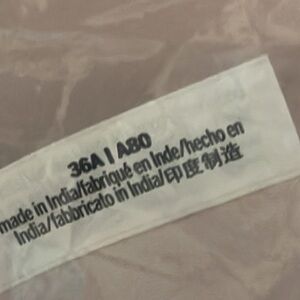 36A | A80
made in India/fabriqué en Inde/hecho en
India/fabbricato in India/印度制造